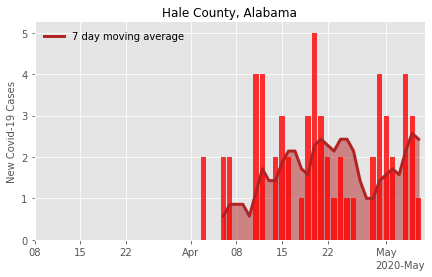 Hale County, Alabama
7 day moving average
New Covid-19 Cases
5
4
3
2
1
0
08 15 22 Apr 08 15 22 May
2020-May